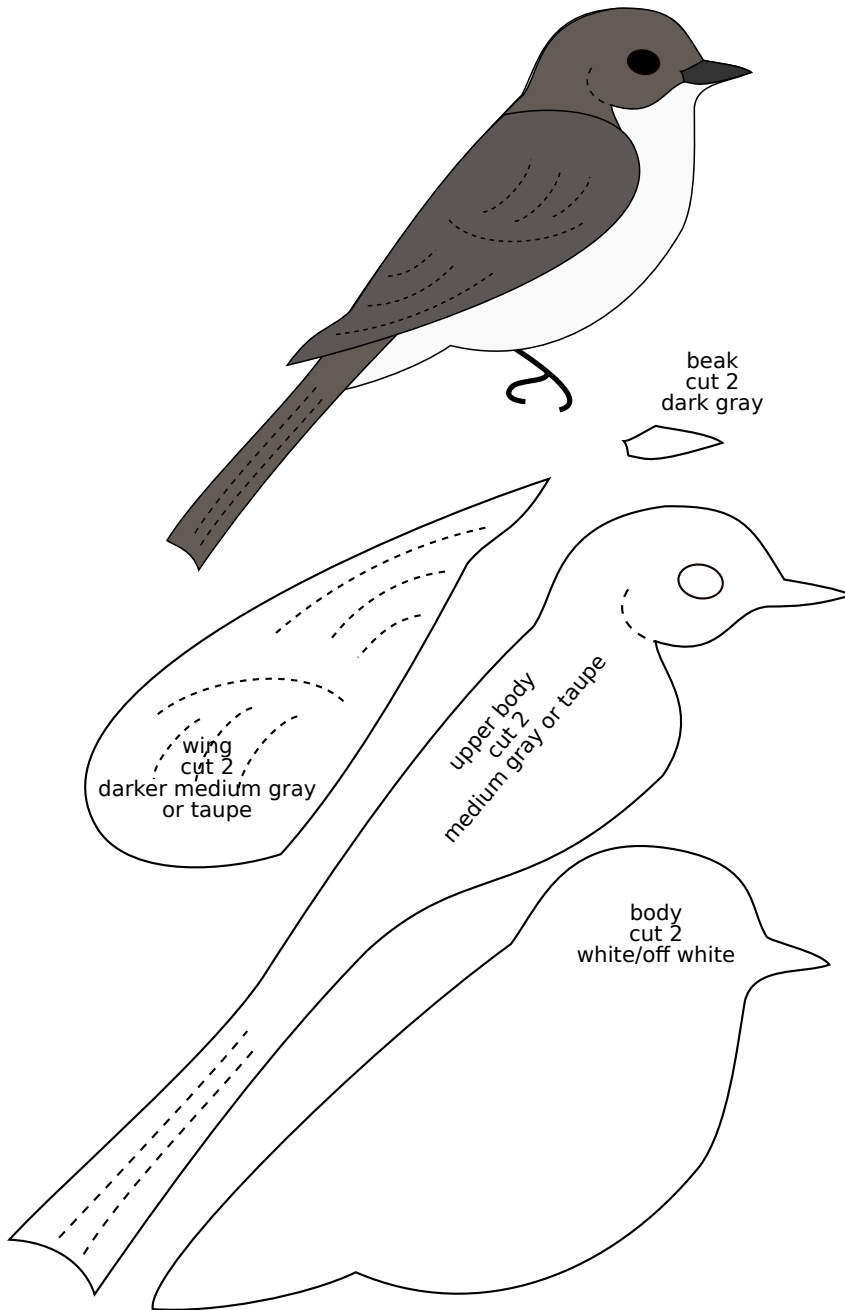 beak
cut 2
dark gray
upper body
cut 2
medium gray or taupe
wing
cut 2
darker medium gray
or taupe
body
cut 2
white/off white